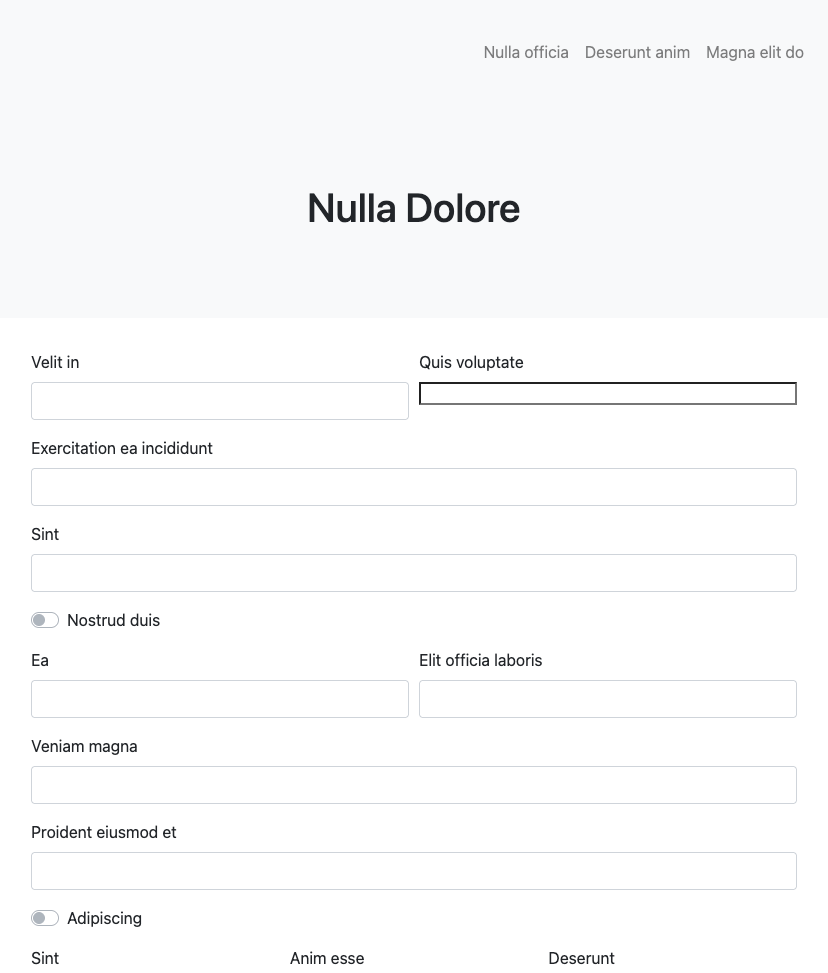 Nulla officia Deserunt anim Magna elit do
Nulla Dolore
Velit in Quis voluptate
Exercitation ea incididunt
Sint
Nostrud duis
Ea Elit officia laboris
Veniam magna
Proident eiusmod et
Adipiscing
Sint Anim esse Deserunt